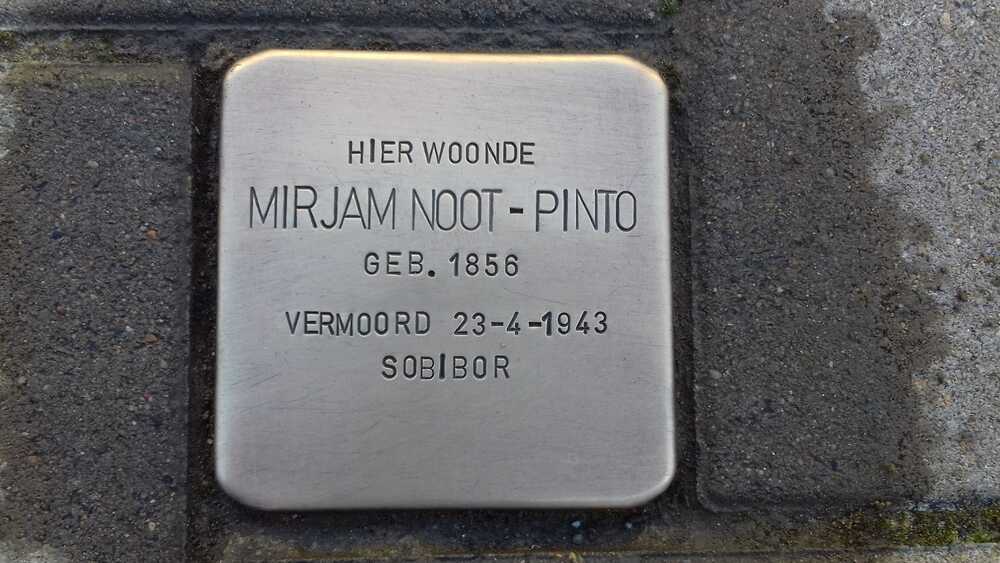 HIER WOONDE
MIRJAM NOOT - PINTO
GEB. 1856
VERMOORD 23-4-1943
SOBIBOR